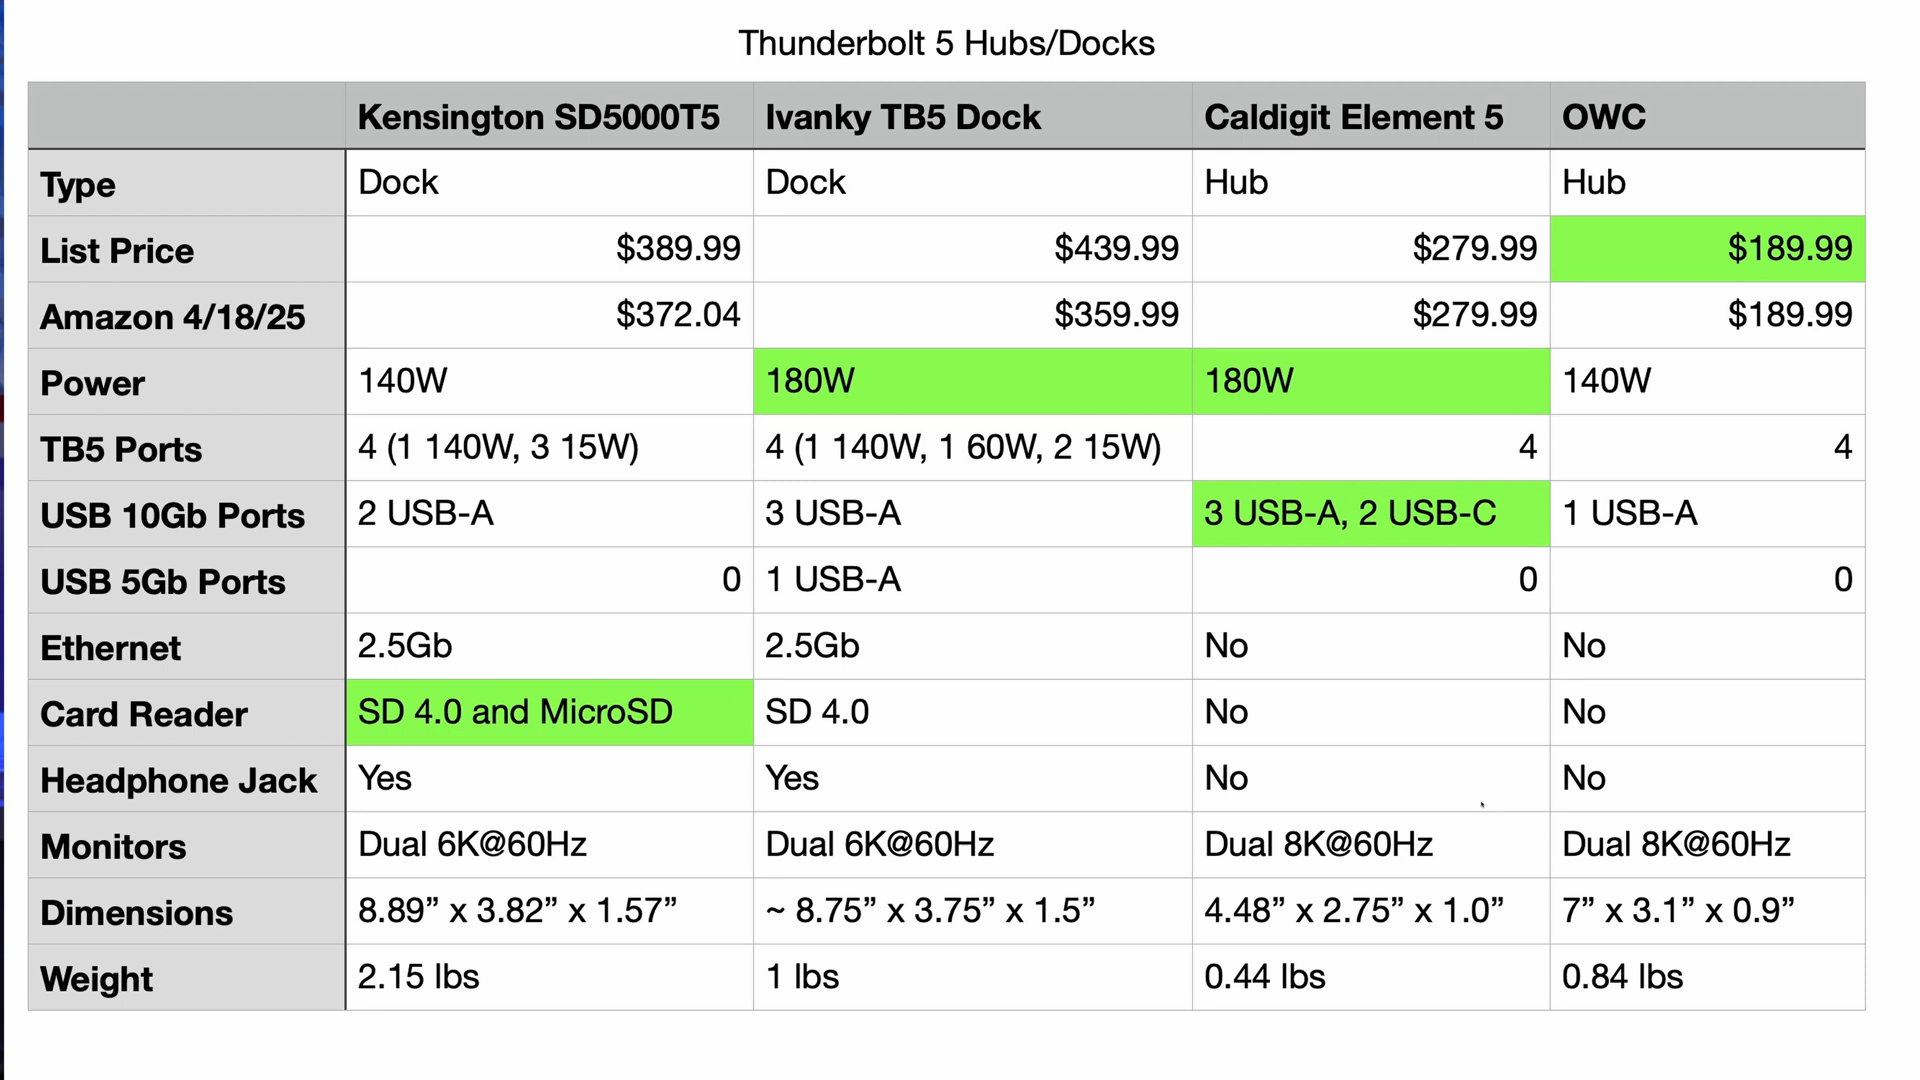 Thunderbolt 5 Hubs/Docks
Kensington SD5000T5 Ivanky TB5 Dock Caldigit Element 5 OWC
Type Dock Dock Hub Hub
List Price $389.99 $439.99 $279.99 $189.99
Amazon 4/18/25 $372.04 $359.99 $279.99 $189.99
Power 140W 180W 180W 140W
TB5 Ports 4 (1 140W, 3 15W) 4 (1 140W, 1 60W, 2 15W) 4 4
USB 10Gb Ports 2 USB-A 3 USB-A 3 USB-A, 2 USB-C 1 USB-A
USB 5Gb Ports 0 1 USB-A 0 0
Ethernet 2.5Gb 2.5Gb No No
Card Reader SD 4.0 and MicroSD SD 4.0 No No
Headphone Jack Yes Yes No No
Monitors Dual 6K@60Hz Dual 6K@60Hz Dual 8K@60Hz Dual 8K@60Hz
Dimensions 8.89” x 3.82” x 1.57” ~ 8.75” x 3.75” x 1.5” 4.48” x 2.75” x 1.0” 7” x 3.1” x 0.9”
Weight 2.15 lbs 1 lbs 0.44 lbs 0.84 lbs